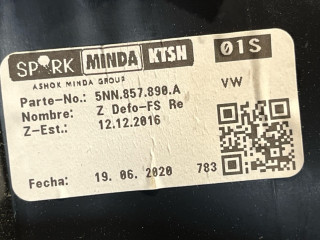 SPARK MINDA KTSH 01S
ASHOK MINDA GROUP
Parte-No.: 5NN.857.890.A VW
Nombre: Z Defo-FS Re
Z-Est.: 12.12.2016
Fecha: 19. 06. 2020 783